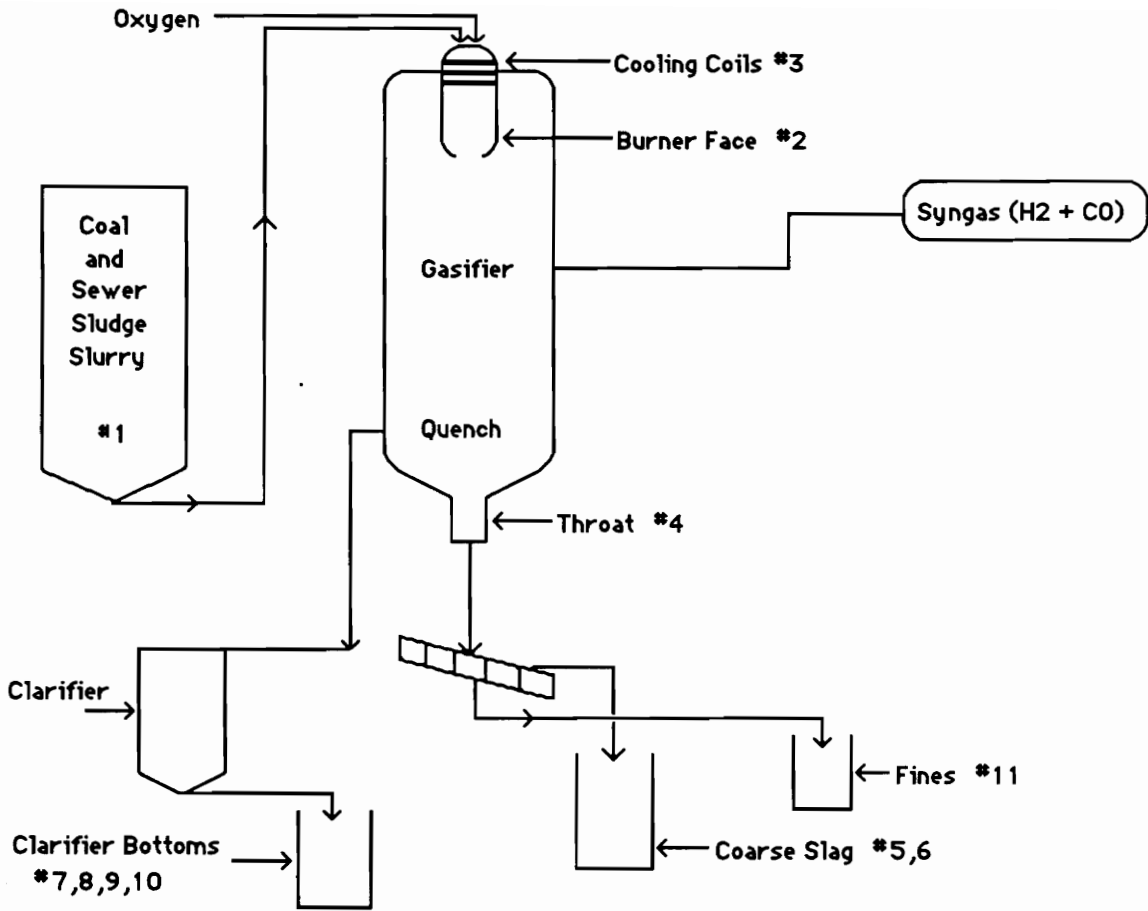 Oxygen
Cooling Coils #3
Burner Face #2
Coal
and
Sewer
Sludge
Slurry
#1
Syngas (H2 + CO)
Gasifier
Quench
Throat #4
Clarifier
Fines #11
Clarifier Bottoms
#7,8,9,10
Coarse Slag #5,6